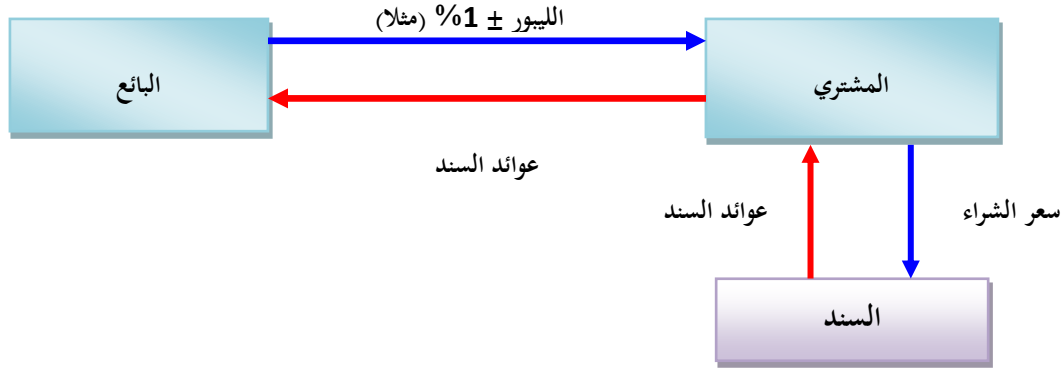 الليبور ± 1% (مثلا)
المشتري
البائع
عوائد السند
سعر الشراء
عوائد السند
السند